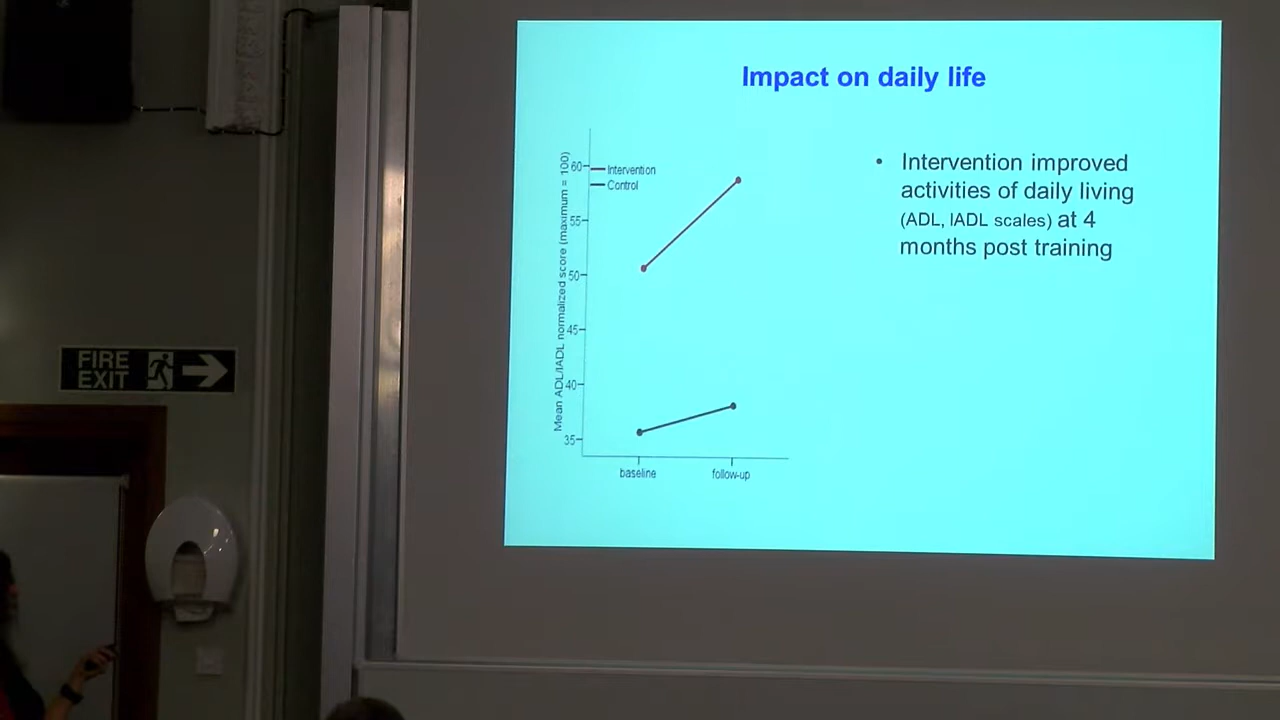 Impact on daily life
Mean ADL/IADL normalized score (maximum = 100)
60
55
50
45
40
35
Intervention
Control
baseline
follow-up
• Intervention improved
activities of daily living
(ADL, IADL scales) at 4
months post training
FIRE
EXIT